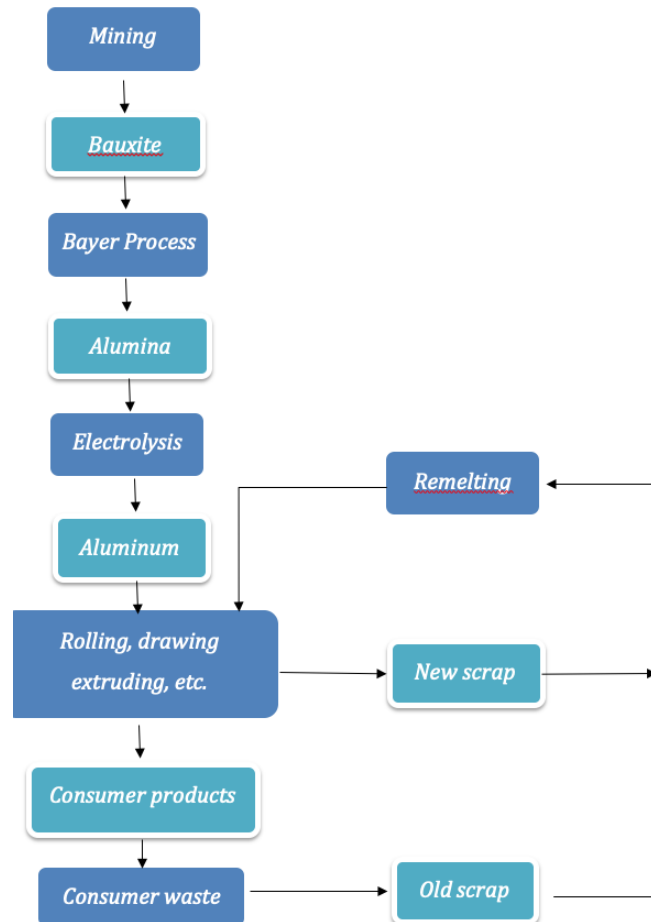 Mining
Bauxite
Bayer Process
Alumina
Electrolysis
Remelting
Aluminum
Rolling, drawing
extruding, etc.
New scrap
Consumer products
Consumer waste
Old scrap